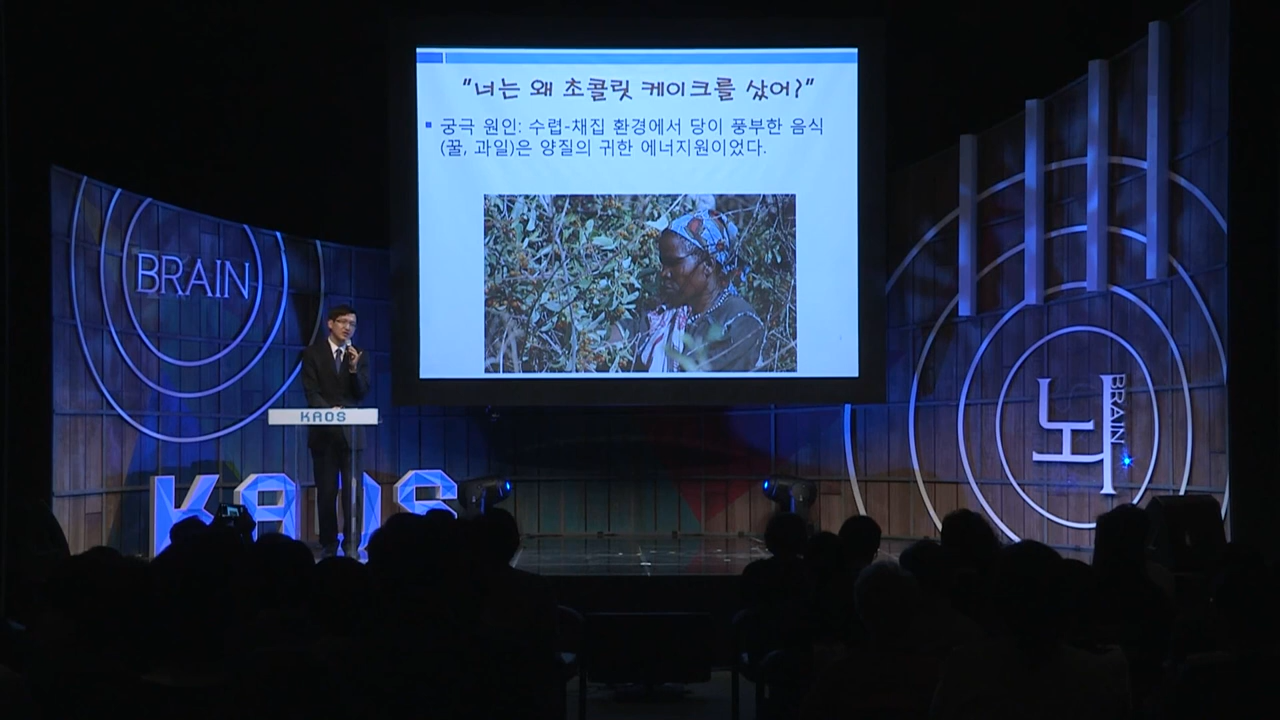 "너는 왜 초콜릿 케이크를 샀어?"
▪ 궁극 원인: 수렵-채집 환경에서 당이 풍부한 음식
(꿀, 과일)은 양질의 귀한 에너지원이었다.
BRAIN
KAOS
KAOS
뇌
BRAIN